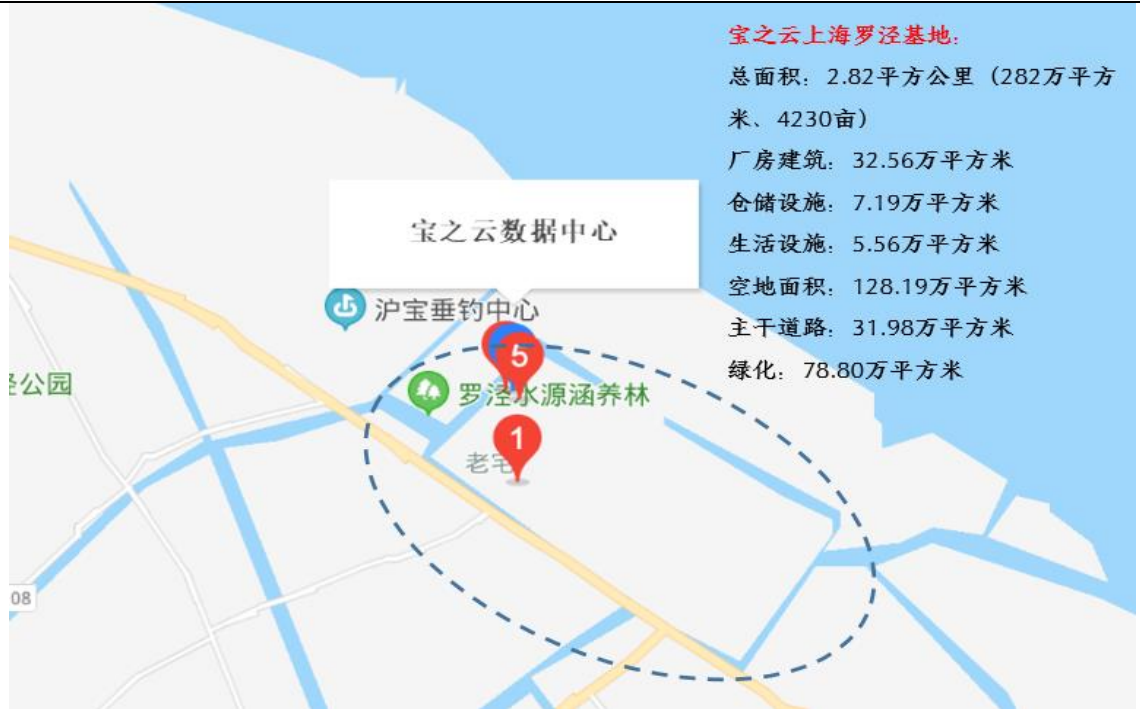 宝之云上海罗泾基地:
总面积: 2.82平方公里 (282万平方
米、4230亩)
厂房建筑: 32.56万平方米
仓储设施: 7.19万平方米
生活设施: 5.56万平方米
空地面积: 128.19万平方米
主干道路: 31.98万平方米
绿化: 78.80万平方米
宝之云数据中心
沪宝垂钓中心
5
公园
罗泾水源涵养林
1
老宅
08